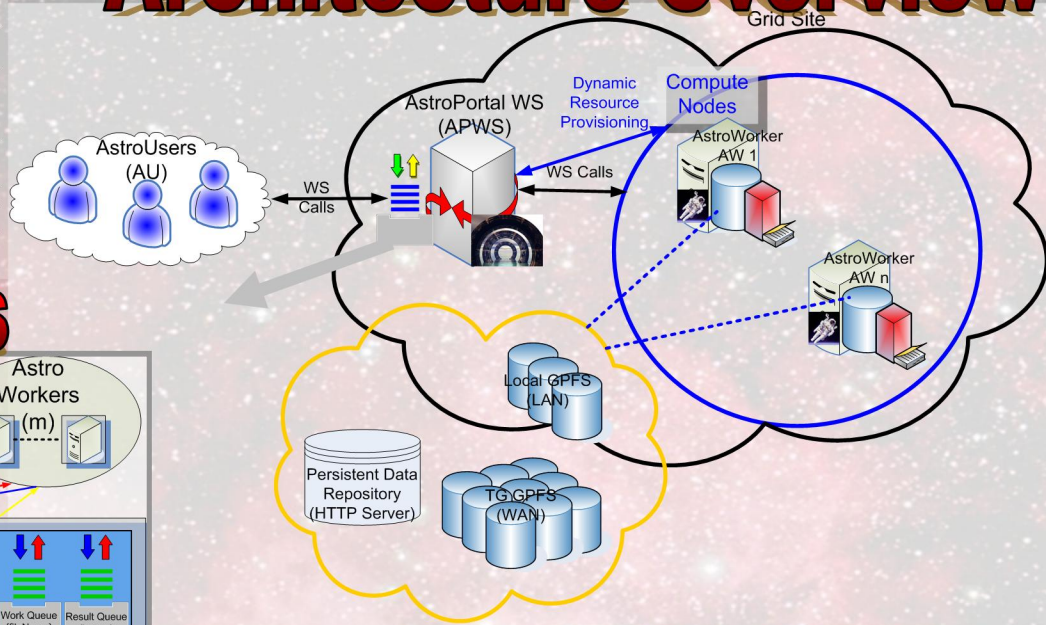 Architecture Overview
Grid Site
AstroUsers
(AU)
WS
Calls
AstroPortal WS
(APWS)
Dynamic
Resource
Provisioning
Compute
Nodes
WS Calls
AstroWorker
AW 1
AstroWorker
AW n
Local GPFS
(LAN)
Persistent Data
Repository
(HTTP Server)
TG GPFS
(WAN)
Astro
Workers
(m)
Work Queue
Result Queue